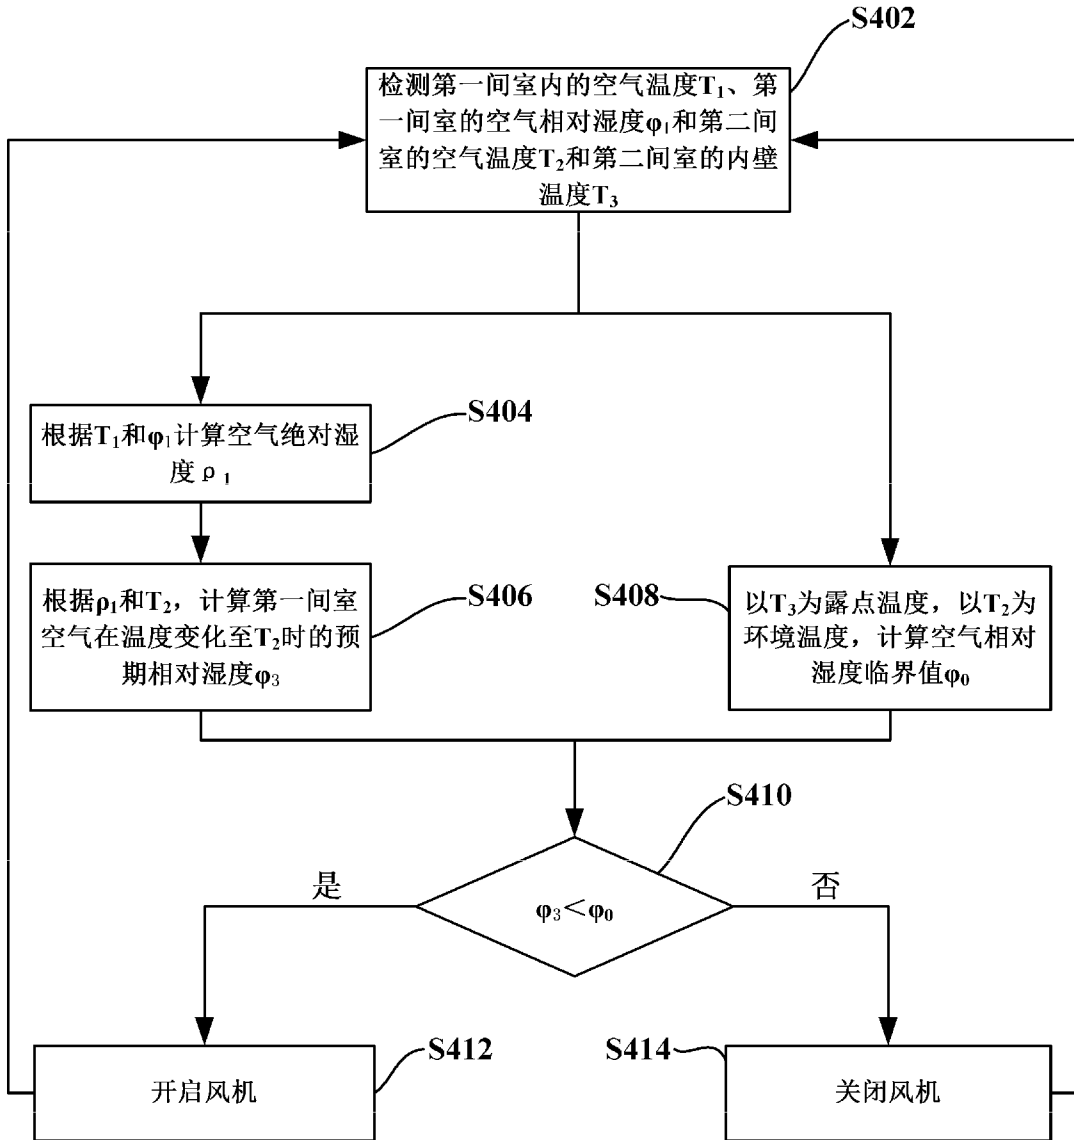 S402
检测第一间室内的空气温度T₁、第
一间室的空气相对湿度φ₁和第二间
室的空气温度T₂和第二间室的内壁
温度T₃
S404
根据T₁和φ₁计算空气绝对湿
度ρ₁
S406
根据ρ₁和T₂，计算第一间室
空气在温度变化至T₂时的预
期相对湿度φ₃
S408
以T₃为露点温度，以T₂为
环境温度，计算空气相对
湿度临界值φ₀
S410
φ₃＜φ₀
是
否
S412
开启风机
S414
关闭风机